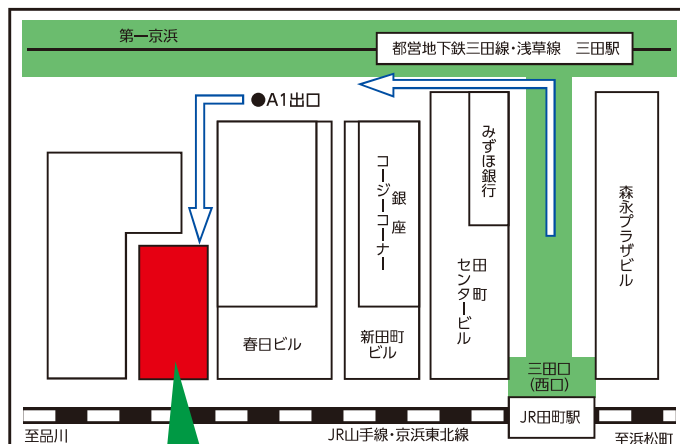 第一京浜
都営地下鉄三田線・浅草線 三田駅
●A1出口
みずほ銀行
銀座
コージーコーナー
森永プラザビル
田町
センタービル
春日ビル
新田町
ビル
三田口
(西口)
JR田町駅
至品川
JR山手線・京浜東北線
至浜松町